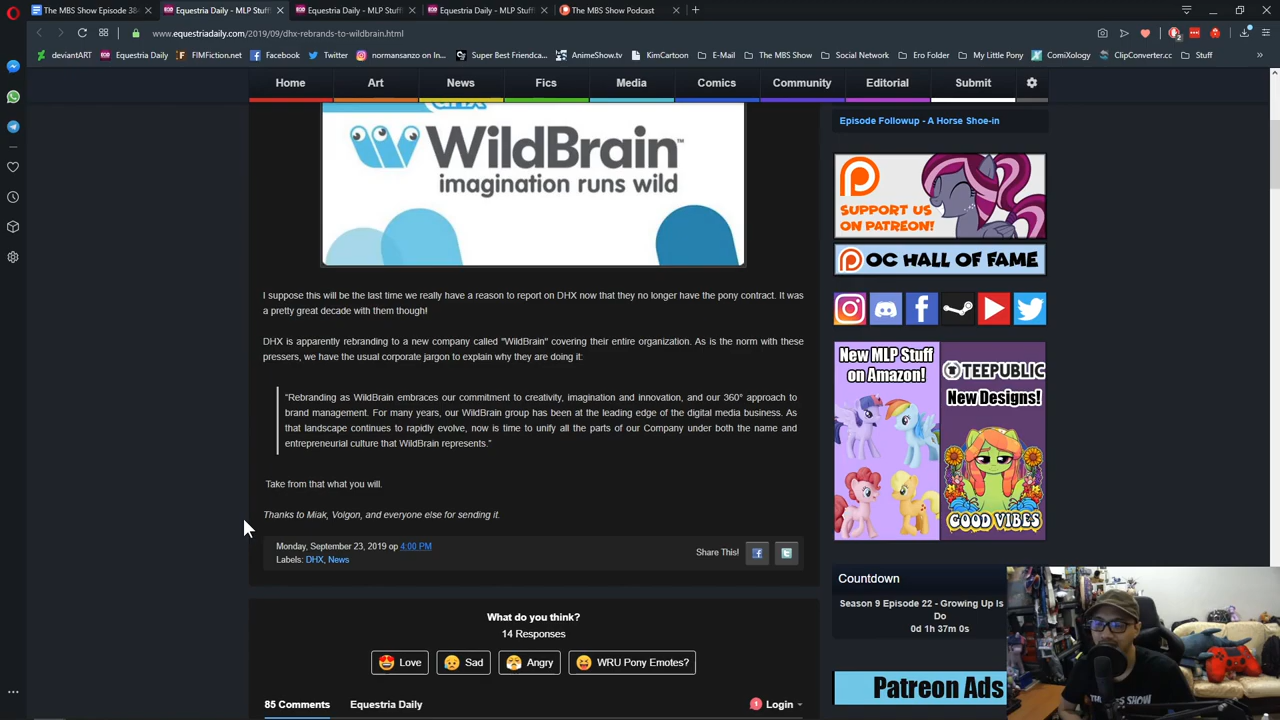 The MBS Show Episode 38
Equestria Daily - MLP Stuf
Equestria Daily - MLP Stuf
Equestria Daily - MLP Stuf
The MBS Show Podcast
www.equestriadaily.com/2019/09/dhx-rebrands-to-wildbrain.html
deviantART
Equestria Daily
FIMFiction.net
Facebook
Twitter
normansanzo on Inst
Super Best Friendca
AnimeShow.tv
KimCartoon
E-Mail
The MBS Show
Social Network
Ero Folder
My Little Pony
ComiXology
ClipConverter.cc
Stuff
Home
Art
News
Fics
Media
Comics
Community
Editorial
Submit
dhx
WildBrain™
imagination runs wild
I suppose this will be the last time we really have a reason to report on DHX now that they no longer have the pony contract. It was
a pretty great decade with them though!
DHX is apparently rebranding to a new company called "WildBrain" covering their entire organization. As is the norm with these
pressers, we have the usual corporate jargon to explain why they are doing it:
"Rebranding as WildBrain embraces our commitment to creativity, imagination and innovation, and our 360° approach to
brand management. For many years, our WildBrain group has been at the leading edge of the digital media business. As
that landscape continues to rapidly evolve, now is time to unify all the parts of our Company under both the name and
entrepreneurial culture that WildBrain represents."
Take from that what you will.
Thanks to Miak, Volgon, and everyone else for sending it.
Monday, September 23, 2019 op 4:00 PM
Labels: DHX, News
Share This!
What do you think?
14 Responses
Love
Sad
Angry
WRU Pony Emotes?
85 Comments
Equestria Daily
1
Login
Episode Followup - A Horse Shoe-in
SUPPORT US
ON PATREON!
OC HALL OF FAME
New MLP Stuff
on Amazon!
TEEPUBLIC
New Designs!
GOOD VIBES
Countdown
Season 9 Episode 22 - Growing Up Is
Do
0d 1h 37m 0s
Patreon Ads
THE MBS SHOW